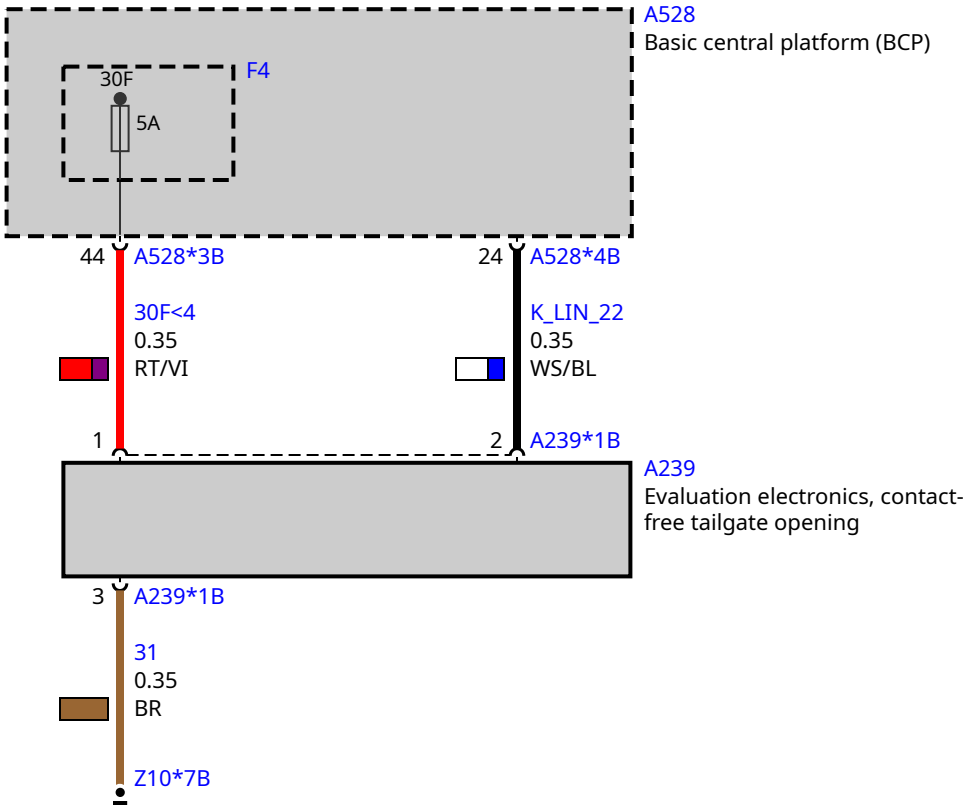 A528
Basic central platform (BCP)
F4
30F
5A
44 A528*3B
24 A528*4B
30F<4
0.35
RT/VI
K_LIN_22
0.35
WS/BL
1
2 A239*1B
A239
Evaluation electronics, contact-
free tailgate opening
3 A239*1B
31
0.35
BR
Z10*7B